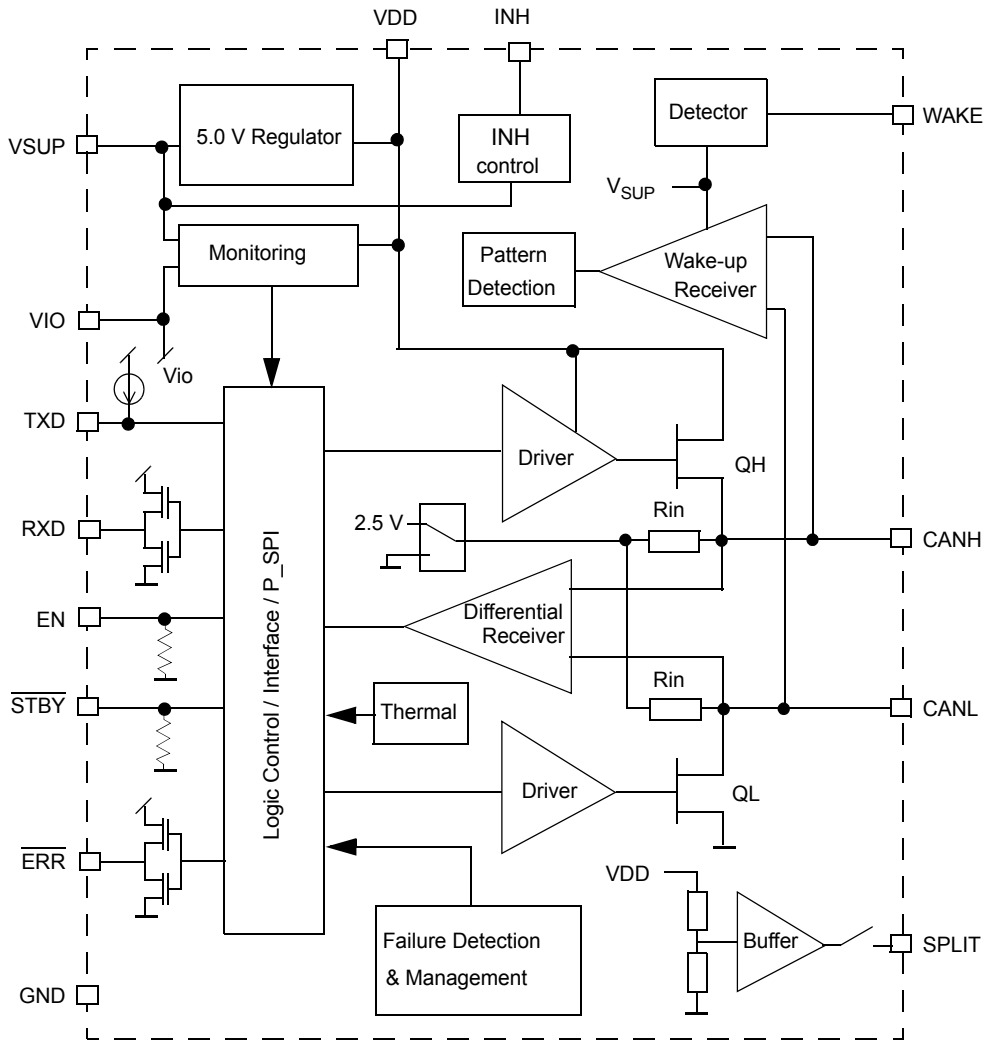 VDD
INH
VSUP
5.0 V Regulator
INH
control
Detector
WAKE
VSUP
Monitoring
Pattern
Detection
Wake-up
Receiver
VIO
Vio
TXD
Driver
QH
RXD
2.5 V
Rin
CANH
EN
Differential
Receiver
Logic Control / Interface / P_SPI
STBY
Thermal
Rin
CANL
Driver
QL
ERR
VDD
Failure Detection
& Management
Buffer
SPLIT
GND